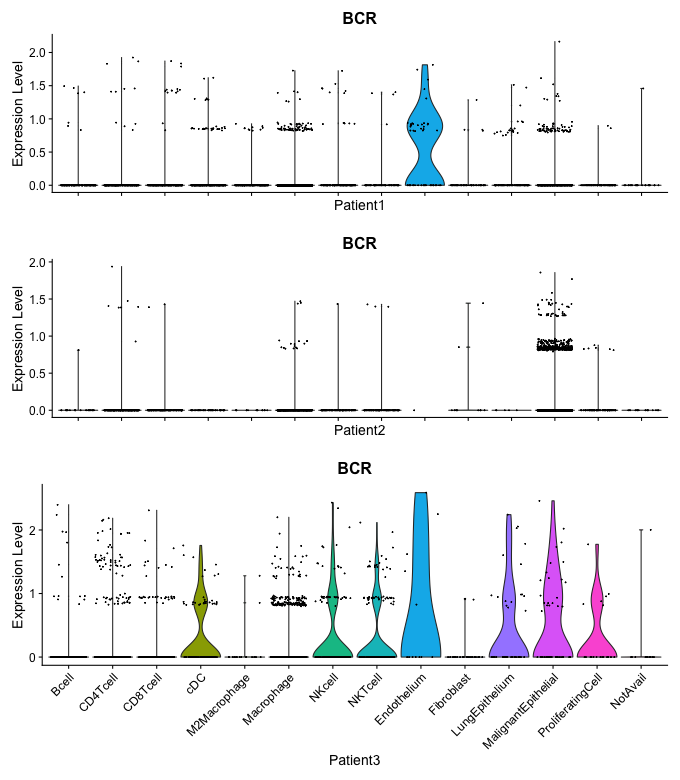 BCR
Expression Level
2.0
1.5
1.0
0.5
0.0
Patient1
BCR
Expression Level
2.0
1.5
1.0
0.5
0.0
Patient2
BCR
Expression Level
2
1
0
Bcell
CD4Tcell
CD8Tcell
cDC
M2Macrophage
Macrophage
NKcell
NKTcell
Endothelium
Fibroblast
LungEpithelium
MalignantEpithelial
ProliferatingCell
NotAvail
Patient3